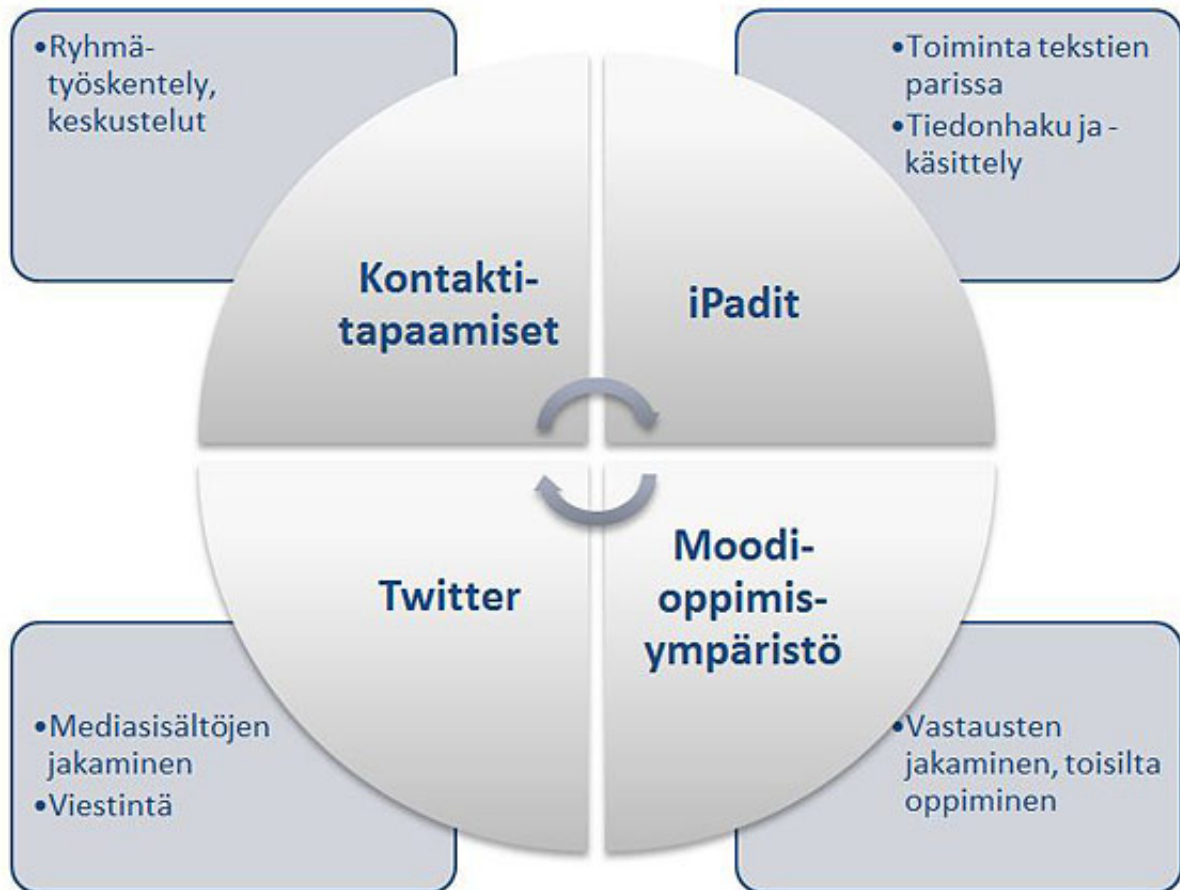 •Ryhmä-
työskentely,
keskustelut
•Toiminta tekstien
parissa
•Tiedonhaku ja -
käsittely
Kontakti-
tapaamiset
iPadit
Twitter
Moodi-
oppimis-
ympäristö
•Mediasisältöjen
jakaminen
•Viestintä
•Vastausten
jakaminen, toisilta
oppiminen